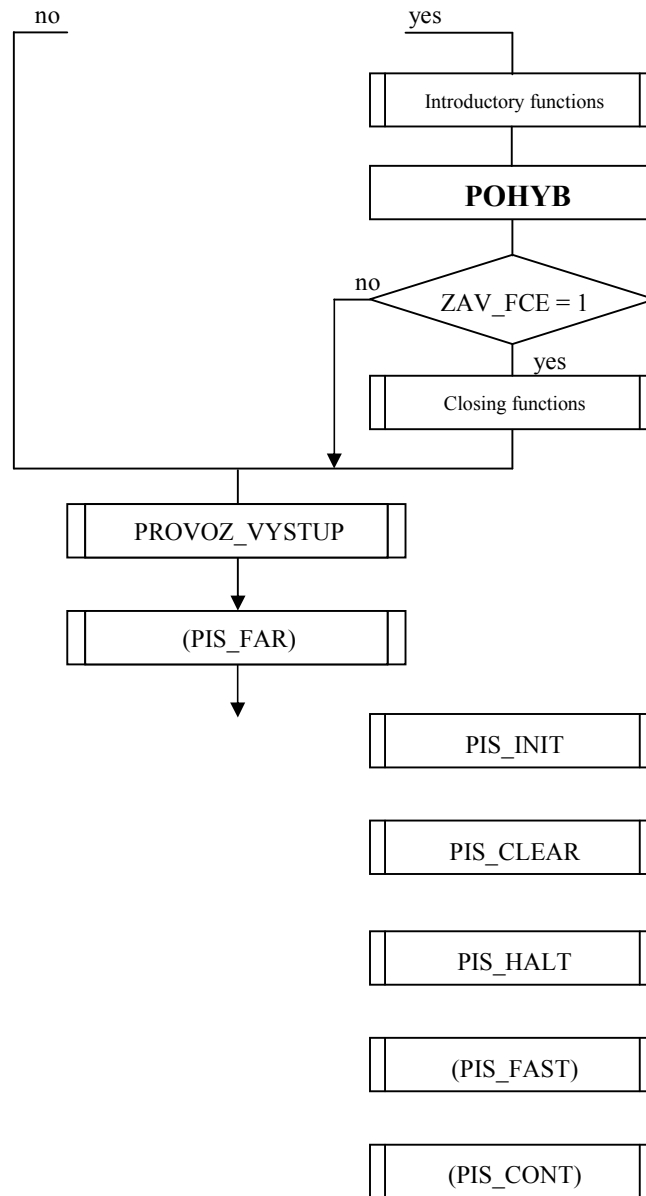 no
yes
Introductory functions
POHYB
no
ZAV_FCE = 1
yes
Closing functions
PROVOZ_VYSTUP
(PIS_FAR)
PIS_INIT
PIS_CLEAR
PIS_HALT
(PIS_FAST)
(PIS_CONT)